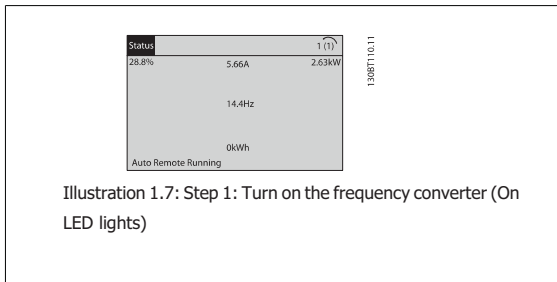 Status 1 (1)
28.8% 5.66A 2.63kW
14.4Hz
0kWh
Auto Remote Running
130BT110.11
Illustration 1.7: Step 1: Turn on the frequency converter (On
LED lights)